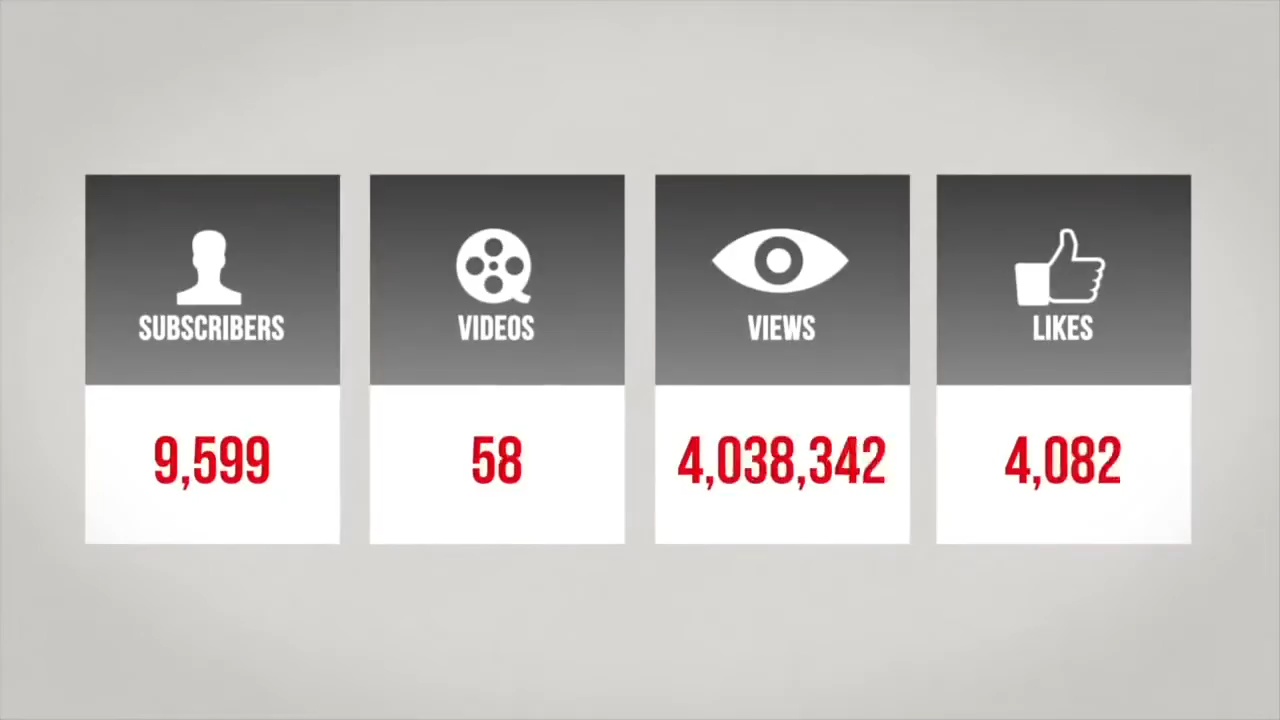 SUBSCRIBERS
9,599
VIDEOS
58
VIEWS
4,038,342
LIKES
4,082